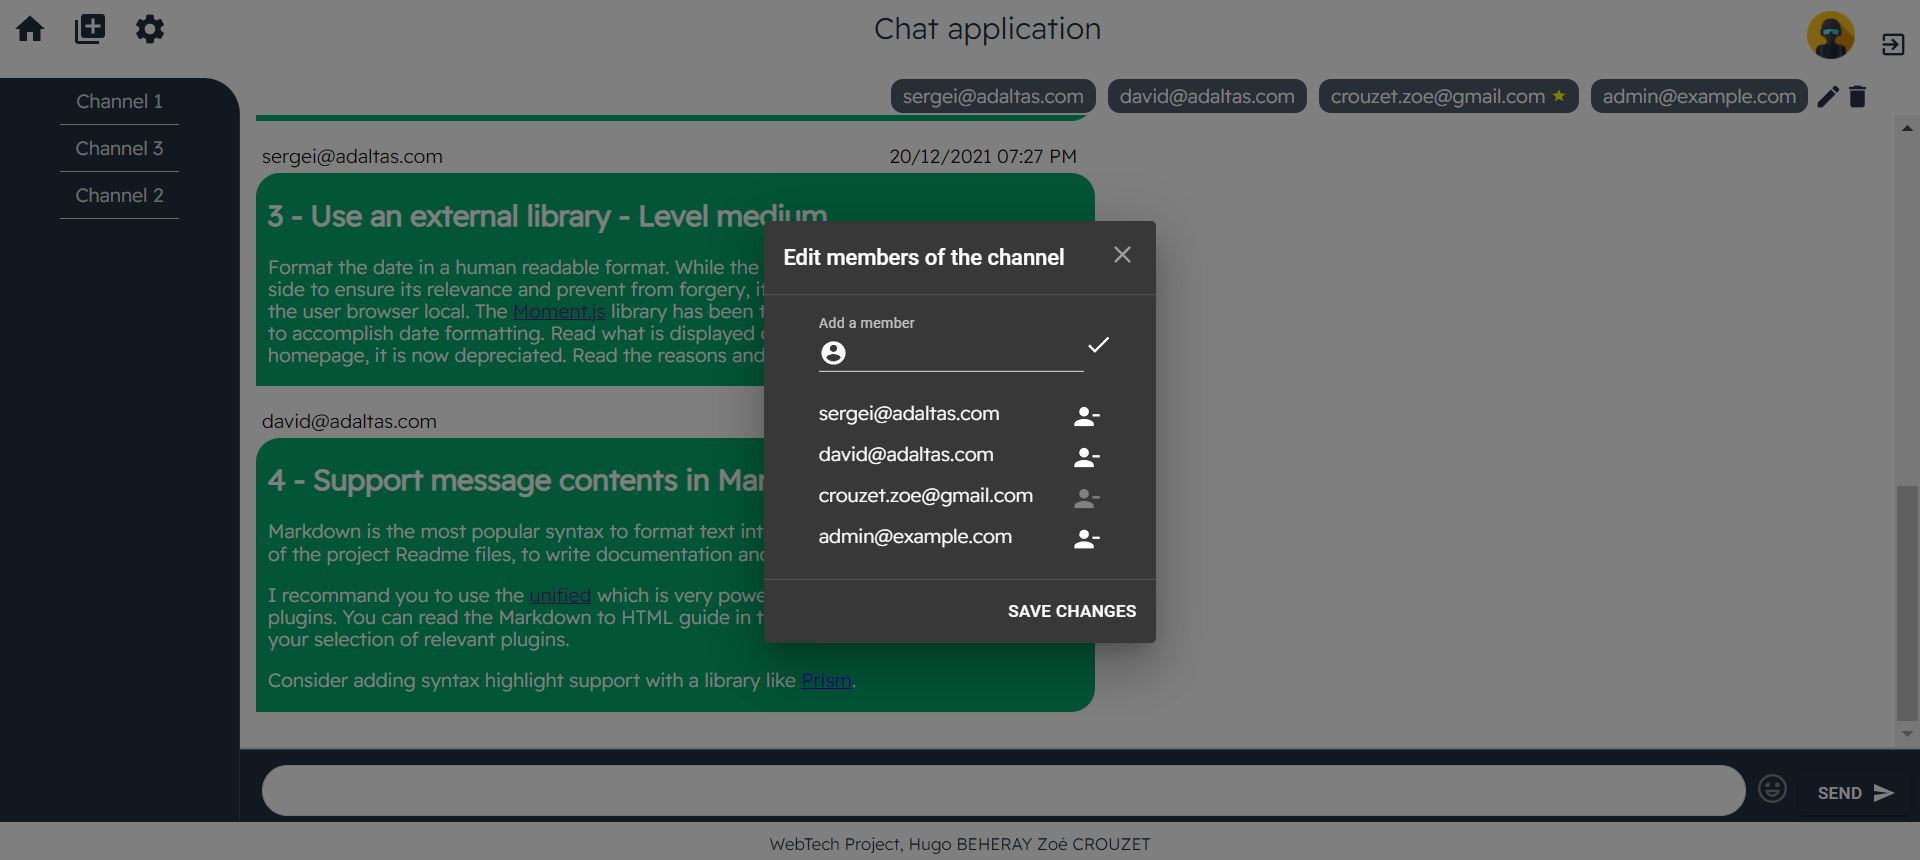 Chat application
Channel 1
Channel 3
Channel 2
sergei@adaltas.com
david@adaltas.com
crouzet.zoe@gmail.com
admin@example.com
sergei@adaltas.com 20/12/2021 07:27 PM
3 - Use an external library - Level medium
Format the date in a human readable format. While the
side to ensure its relevance and prevent from forgery,
the user browser local. The Moment.js library has been
to accomplish date formatting. Read what is displayed
homepage, it is now depreciated. Read the reasons and
david@adaltas.com
4 - Support message contents in
Markdown is the most popular syntax to format text
of the project Readme files, to write documentation
I recommand you to use the unified which is very
plugins. You can read the Markdown to HTML guide in
your selection of relevant plugins.
Consider adding syntax highlight support with a library like Prism.
Edit members of the channel
Add a member
sergei@adaltas.com
david@adaltas.com
crouzet.zoe@gmail.com
admin@example.com
SAVE CHANGES
SEND
WebTech Project, Hugo BEHERAY Zoé CROUZET